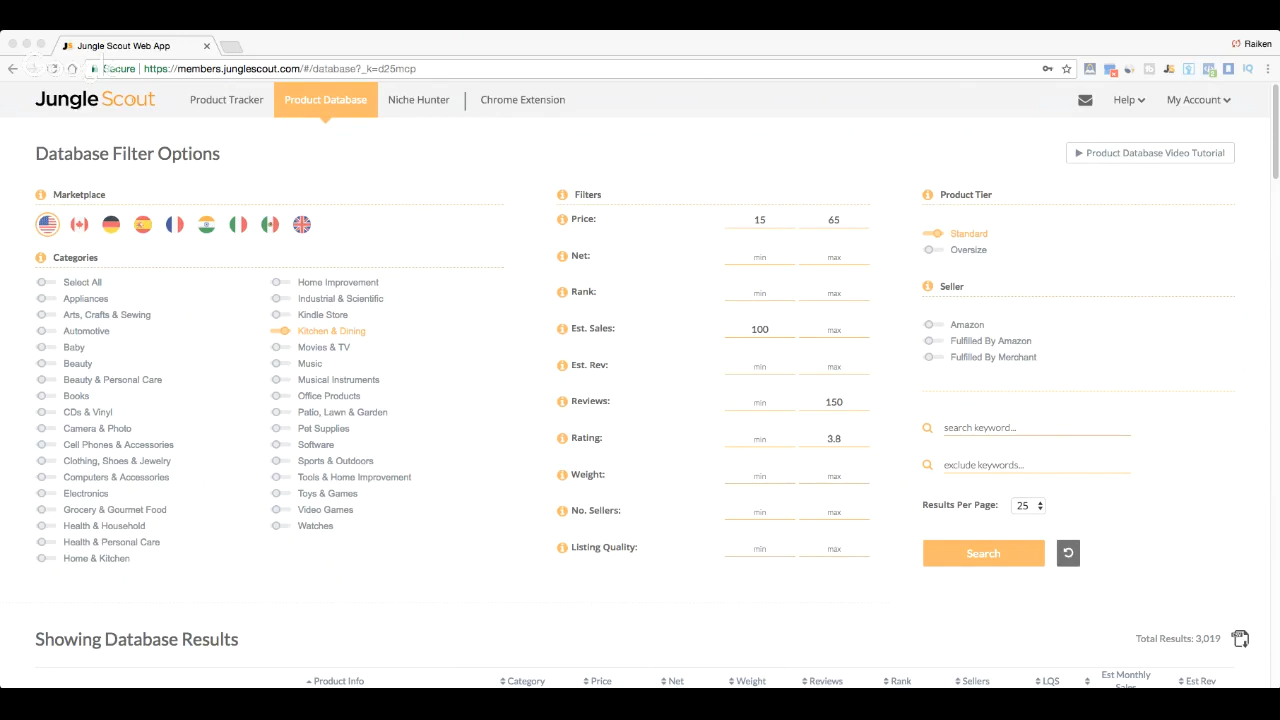 Jungle Scout Web App
Raiken
Secure https://members.junglescout.com/#/database?_k=d25mcp
Jungle Scout
Product Tracker
Product Database
Niche Hunter
Chrome Extension
Help
My Account
Database Filter Options
Product Database Video Tutorial
Marketplace
Categories
Select All
Appliances
Arts, Crafts & Sewing
Automotive
Baby
Beauty
Beauty & Personal Care
Books
CDs & Vinyl
Camera & Photo
Cell Phones & Accessories
Clothing, Shoes & Jewelry
Computers & Accessories
Electronics
Grocery & Gourmet Food
Health & Household
Health & Personal Care
Home & Kitchen
Home Improvement
Industrial & Scientific
Kindle Store
Kitchen & Dining
Movies & TV
Music
Musical Instruments
Office Products
Patio, Lawn & Garden
Pet Supplies
Software
Sports & Outdoors
Tools & Home Improvement
Toys & Games
Video Games
Watches
Filters
Price: 15 65
Net: min max
Rank: min max
Est. Sales: 100 max
Est. Rev: min max
Reviews: min 150
Rating: min 3.8
Weight: min max
No. Sellers: min max
Listing Quality: min max
Product Tier
Standard
Oversize
Seller
Amazon
Fulfilled By Amazon
Fulfilled By Merchant
search keyword...
exclude keywords...
Results Per Page: 25
Search
Showing Database Results
Total Results: 3,019
Product Info Category Price Net Weight Reviews Rank Sellers LQS Est Monthly Sales Est Rev